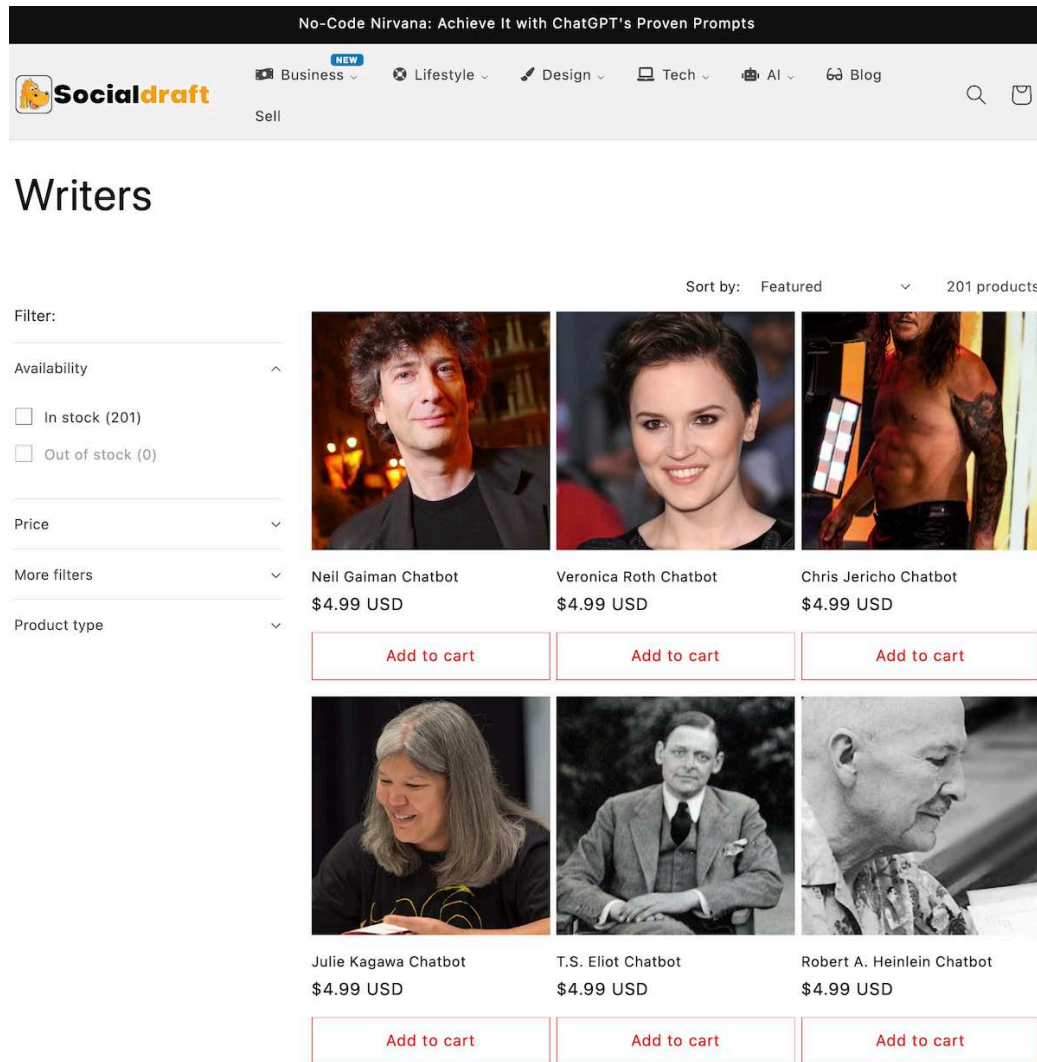 No-Code Nirvana: Achieve It with ChatGPT's Proven Prompts
NEW
Socialdraft
Business Lifestyle Design Tech AI Blog
Sell
Writers
Sort by: Featured 201 products
Filter:
Availability
In stock (201)
Out of stock (0)
Price
More filters
Product type
Neil Gaiman Chatbot
$4.99 USD
Add to cart
Veronica Roth Chatbot
$4.99 USD
Add to cart
Chris Jericho Chatbot
$4.99 USD
Add to cart
Julie Kagawa Chatbot
$4.99 USD
Add to cart
T.S. Eliot Chatbot
$4.99 USD
Add to cart
Robert A. Heinlein Chatbot
$4.99 USD
Add to cart